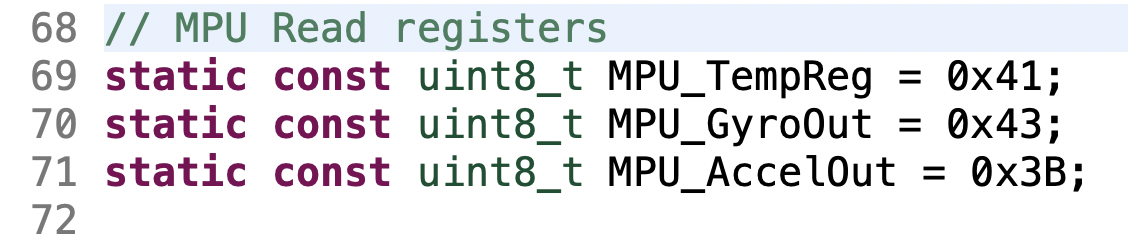 68 // MPU Read registers
69 static const uint8_t MPU_TempReg = 0x41;
70 static const uint8_t MPU_GyroOut = 0x43;
71 static const uint8_t MPU_AccelOut = 0x3B;
72